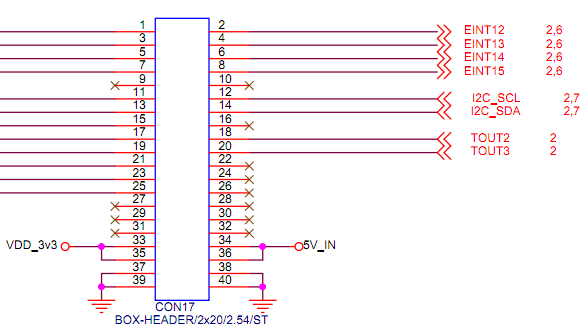 1 2 EINT12 2,6
3 4 EINT13 2,6
5 6 EINT14 2,6
7 8 EINT15 2,6
9 10
11 12 I2C_SCL 2,7
13 14 I2C_SDA 2,7
15 16
17 18 TOUT2 2
19 20 TOUT3 2
21 22
23 24
25 26
27 28
29 30
31 32
VDD_3v3 33 34 5V_IN
35 36
37 38
39 40
CON17
BOX-HEADER/2x20/2.54/ST